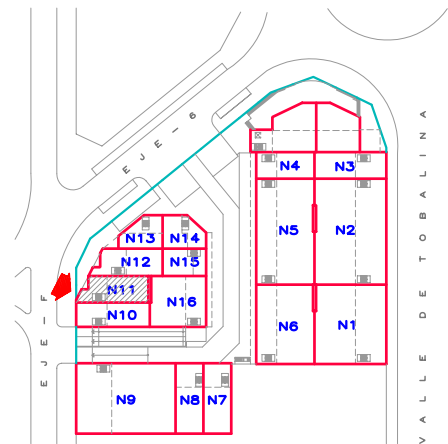 EJE-6
N4
N3
N13
N14
N5
N2
N12
N15
N11
N16
N10
N6
N1
EJE-F
N9
N8
N7
VALLE DE TOBALINA